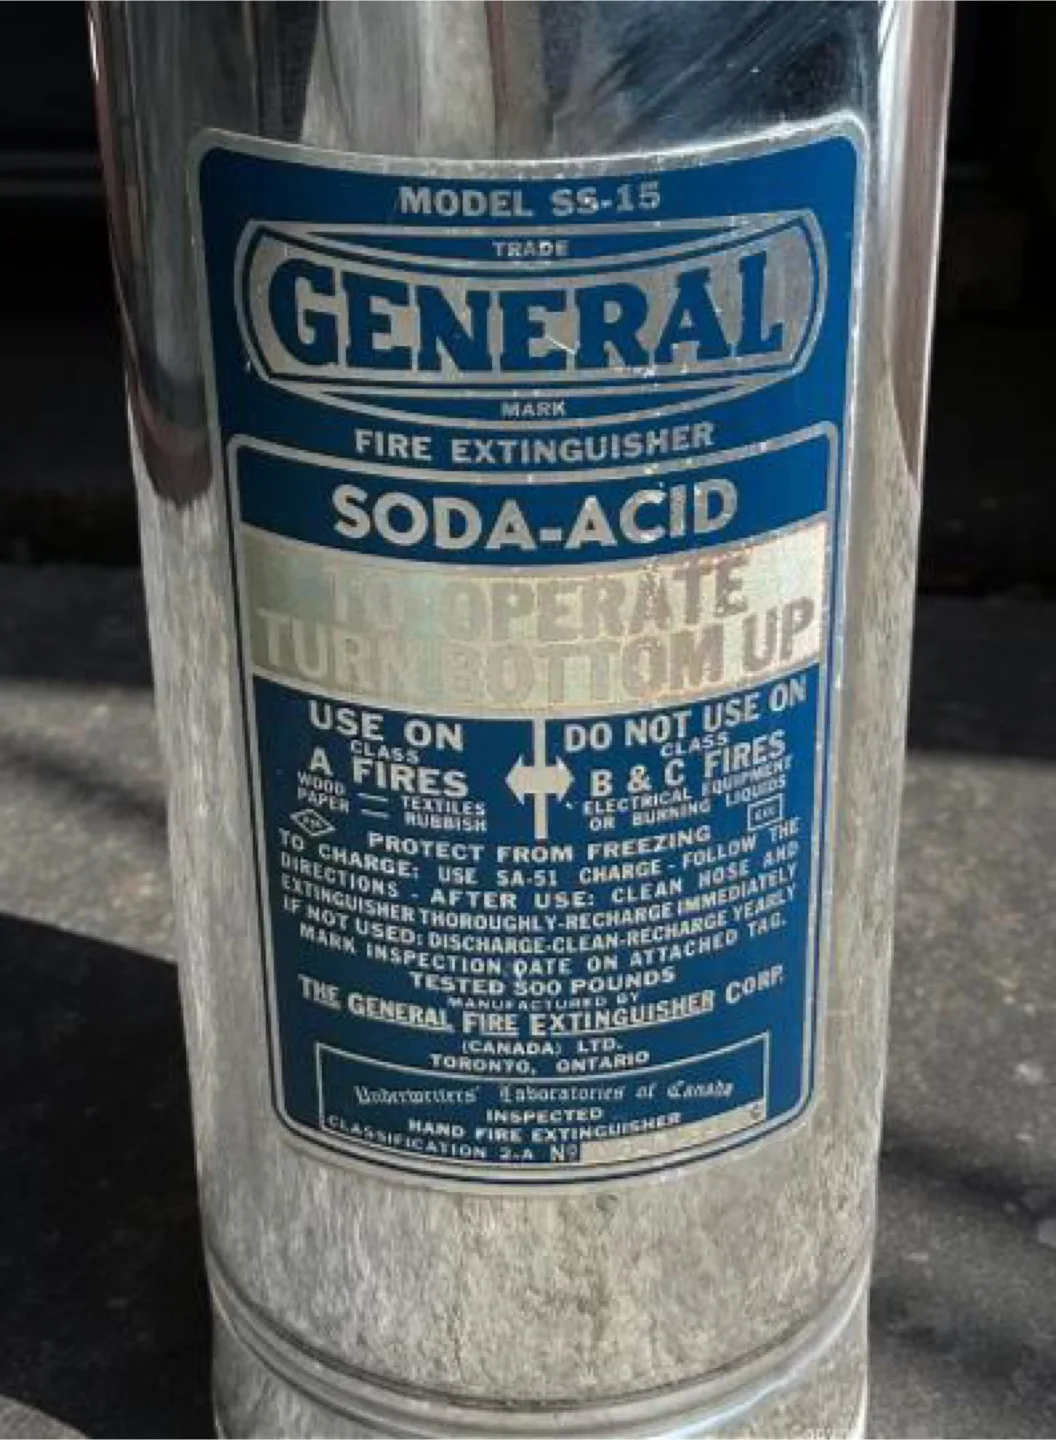 MODEL SS-15
TRADE
GENERAL
MARK
FIRE EXTINGUISHER
SODA-ACID
TO OPERATE
TURN BOTTOM UP
USE ON
CLASS
A FIRES
WOOD — TEXTILES
PAPER — RUBBISH
DO NOT USE ON
CLASS
B & C FIRES
ELECTRICAL EQUIPMENT
OR BURNING LIQUIDS
PROTECT FROM FREEZING
TO CHARGE: USE SA-51 CHARGE - FOLLOW THE
DIRECTIONS - AFTER USE: CLEAN HOSE AND
EXTINGUISHER THOROUGHLY-RECHARGE IMMEDIATELY
IF NOT USED: DISCHARGE-CLEAN-RECHARGE YEARLY
MARK INSPECTION DATE ON ATTACHED TAG.
TESTED 500 POUNDS
MANUFACTURED BY
THE GENERAL FIRE EXTINGUISHER CORP.
(CANADA) LTD.
TORONTO, ONTARIO
Underwriters' Laboratories of Canada
INSPECTED
HAND FIRE EXTINGUISHER
CLASSIFICATION 2-A Nº